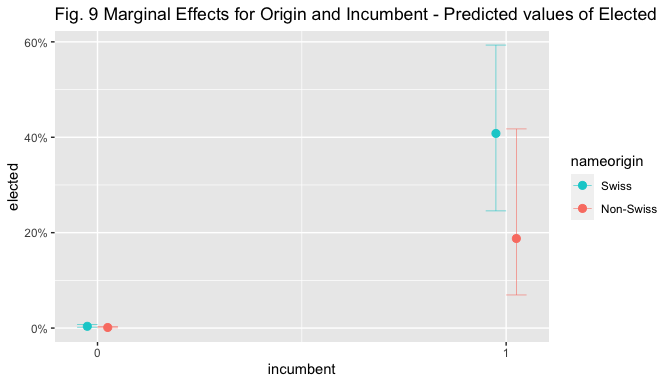 Fig. 9 Marginal Effects for Origin and Incumbent - Predicted values of Elected
60%
40%
20%
0%
elected
0
1
incumbent
nameorigin
Swiss
Non-Swiss